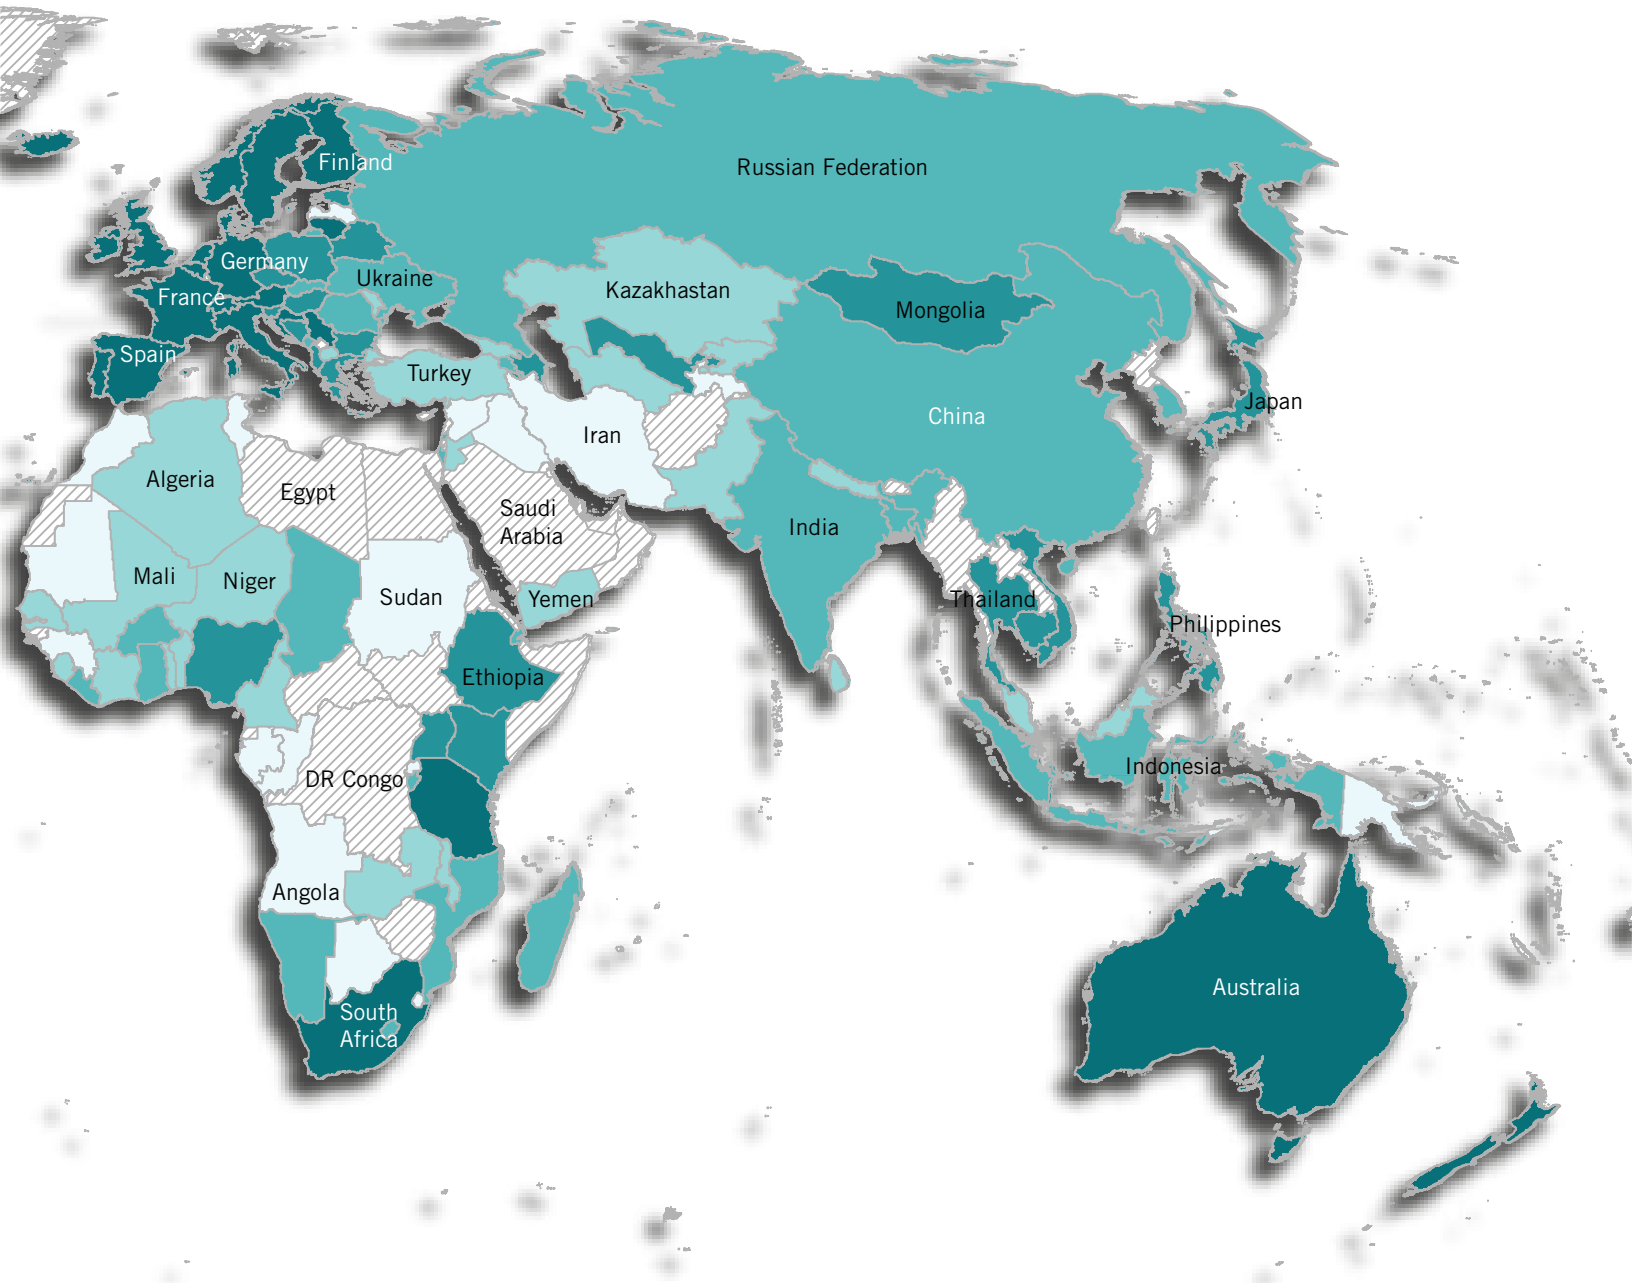 Finland
Russian Federation
Germany
Ukraine
France
Kazakhastan
Mongolia
Spain
Turkey
Japan
China
Iran
Algeria
Egypt
Saudi
Arabia
India
Mali
Niger
Sudan
Yemen
Thailand
Philippines
Ethiopia
Indonesia
DR Congo
Angola
Australia
South
Africa